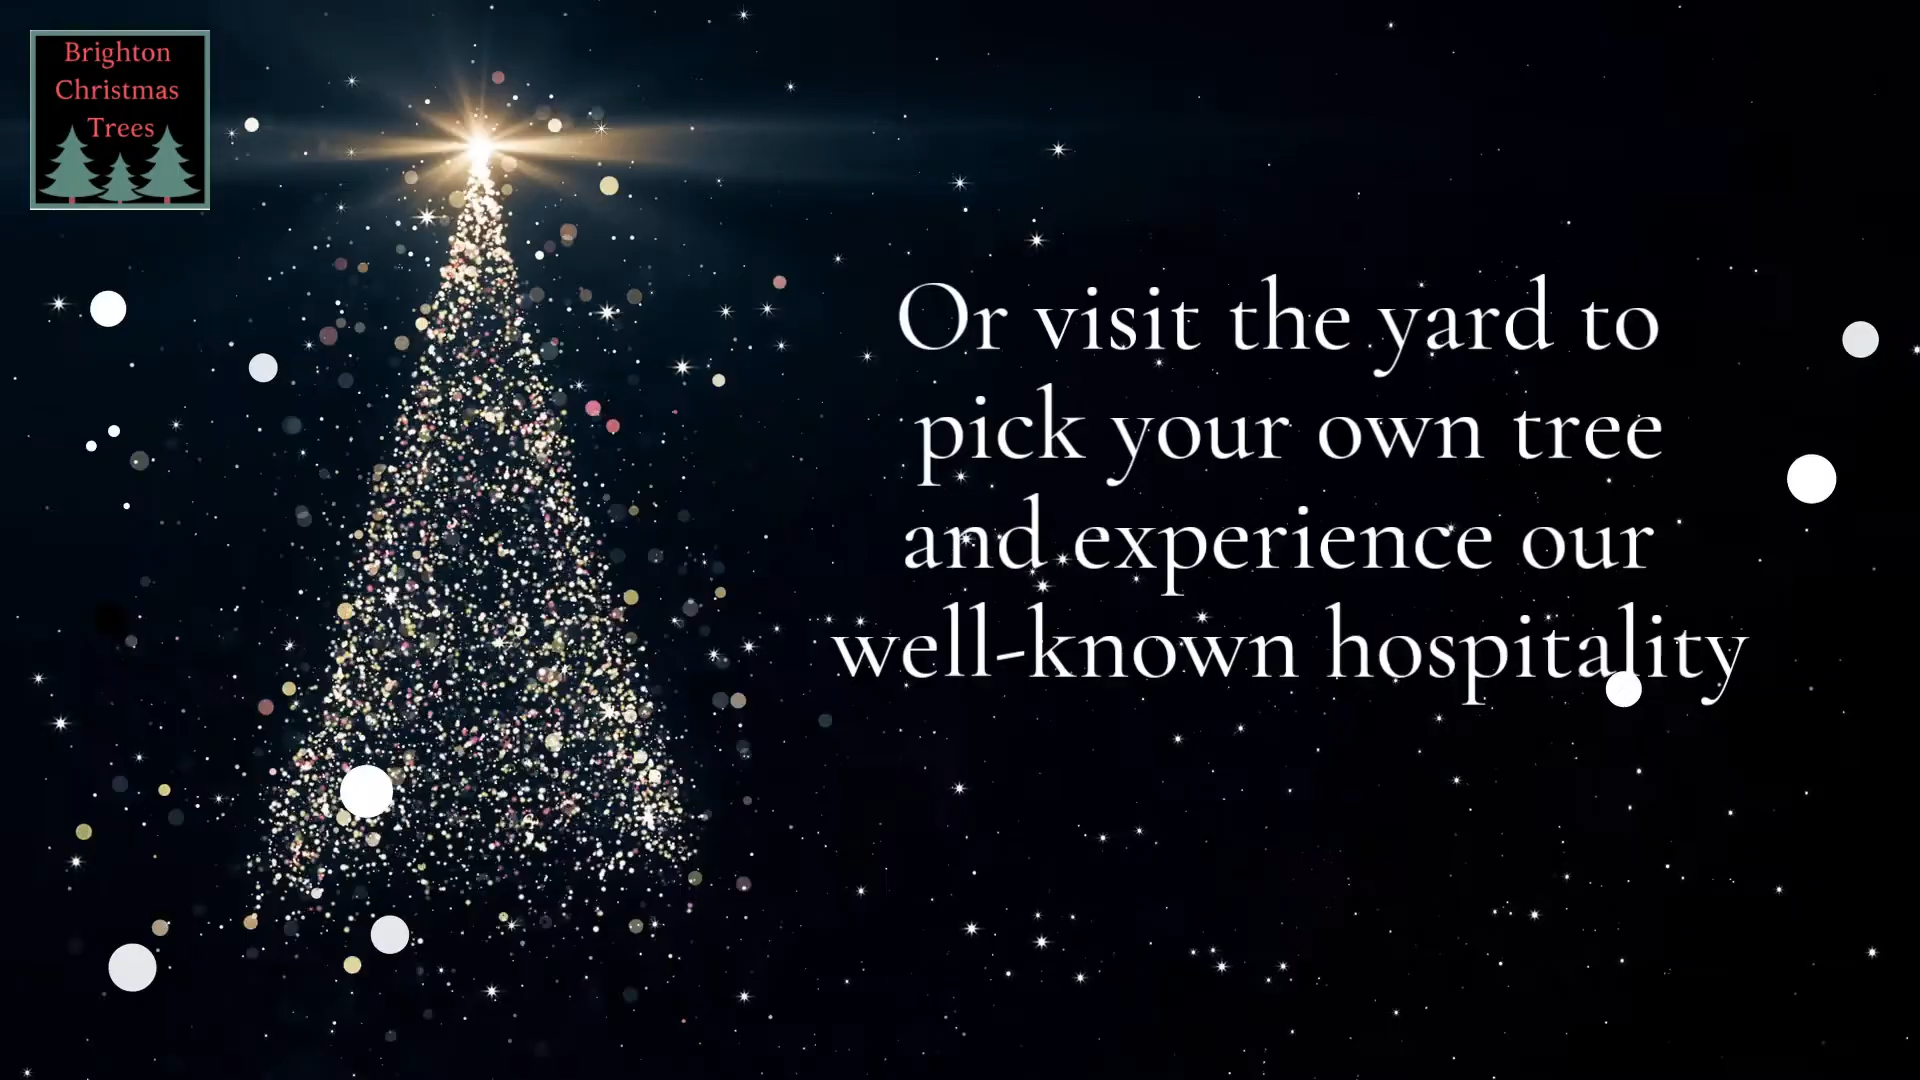 Brighton
Christmas
Trees
Or visit the yard to
pick your own tree
and experience our
well-known hospitality